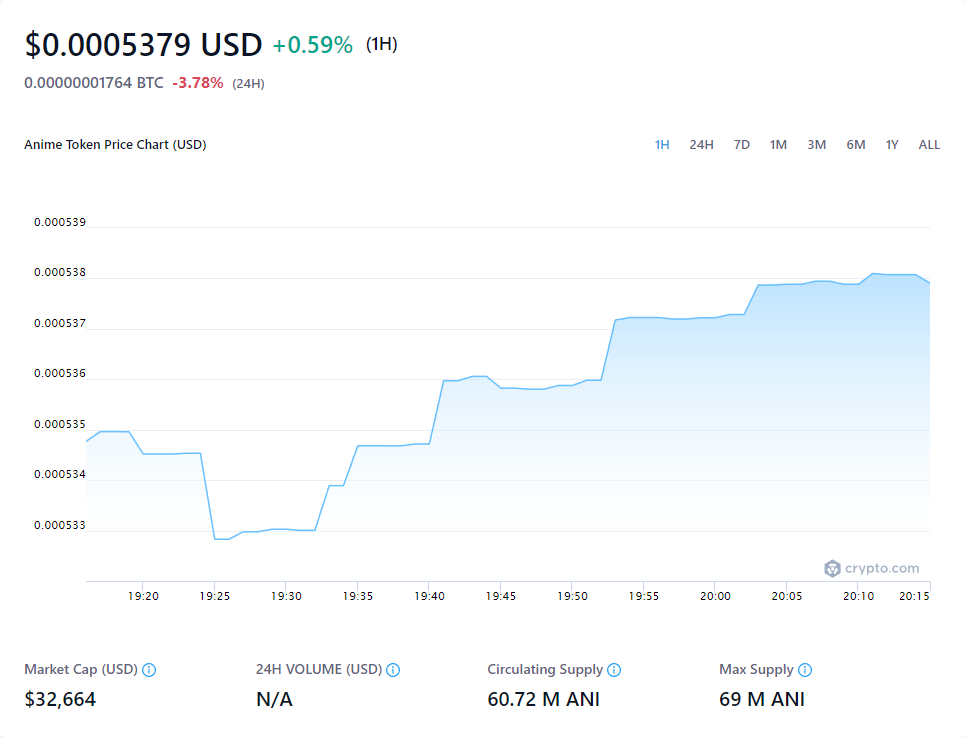 $0.0005379 USD +0.59% (1H)
0.00000001764 BTC -3.78% (24H)
Anime Token Price Chart (USD) 1H 24H 7D 1M 3M 6M 1Y ALL
0.000539
0.000538
0.000537
0.000536
0.000535
0.000534
0.000533
crypto.com
19:20 19:25 19:30 19:35 19:40 19:45 19:50 19:55 20:00 20:05 20:10 20:15
Market Cap (USD) 24H VOLUME (USD) Circulating Supply Max Supply
$32,664 N/A 60.72 M ANI 69 M ANI